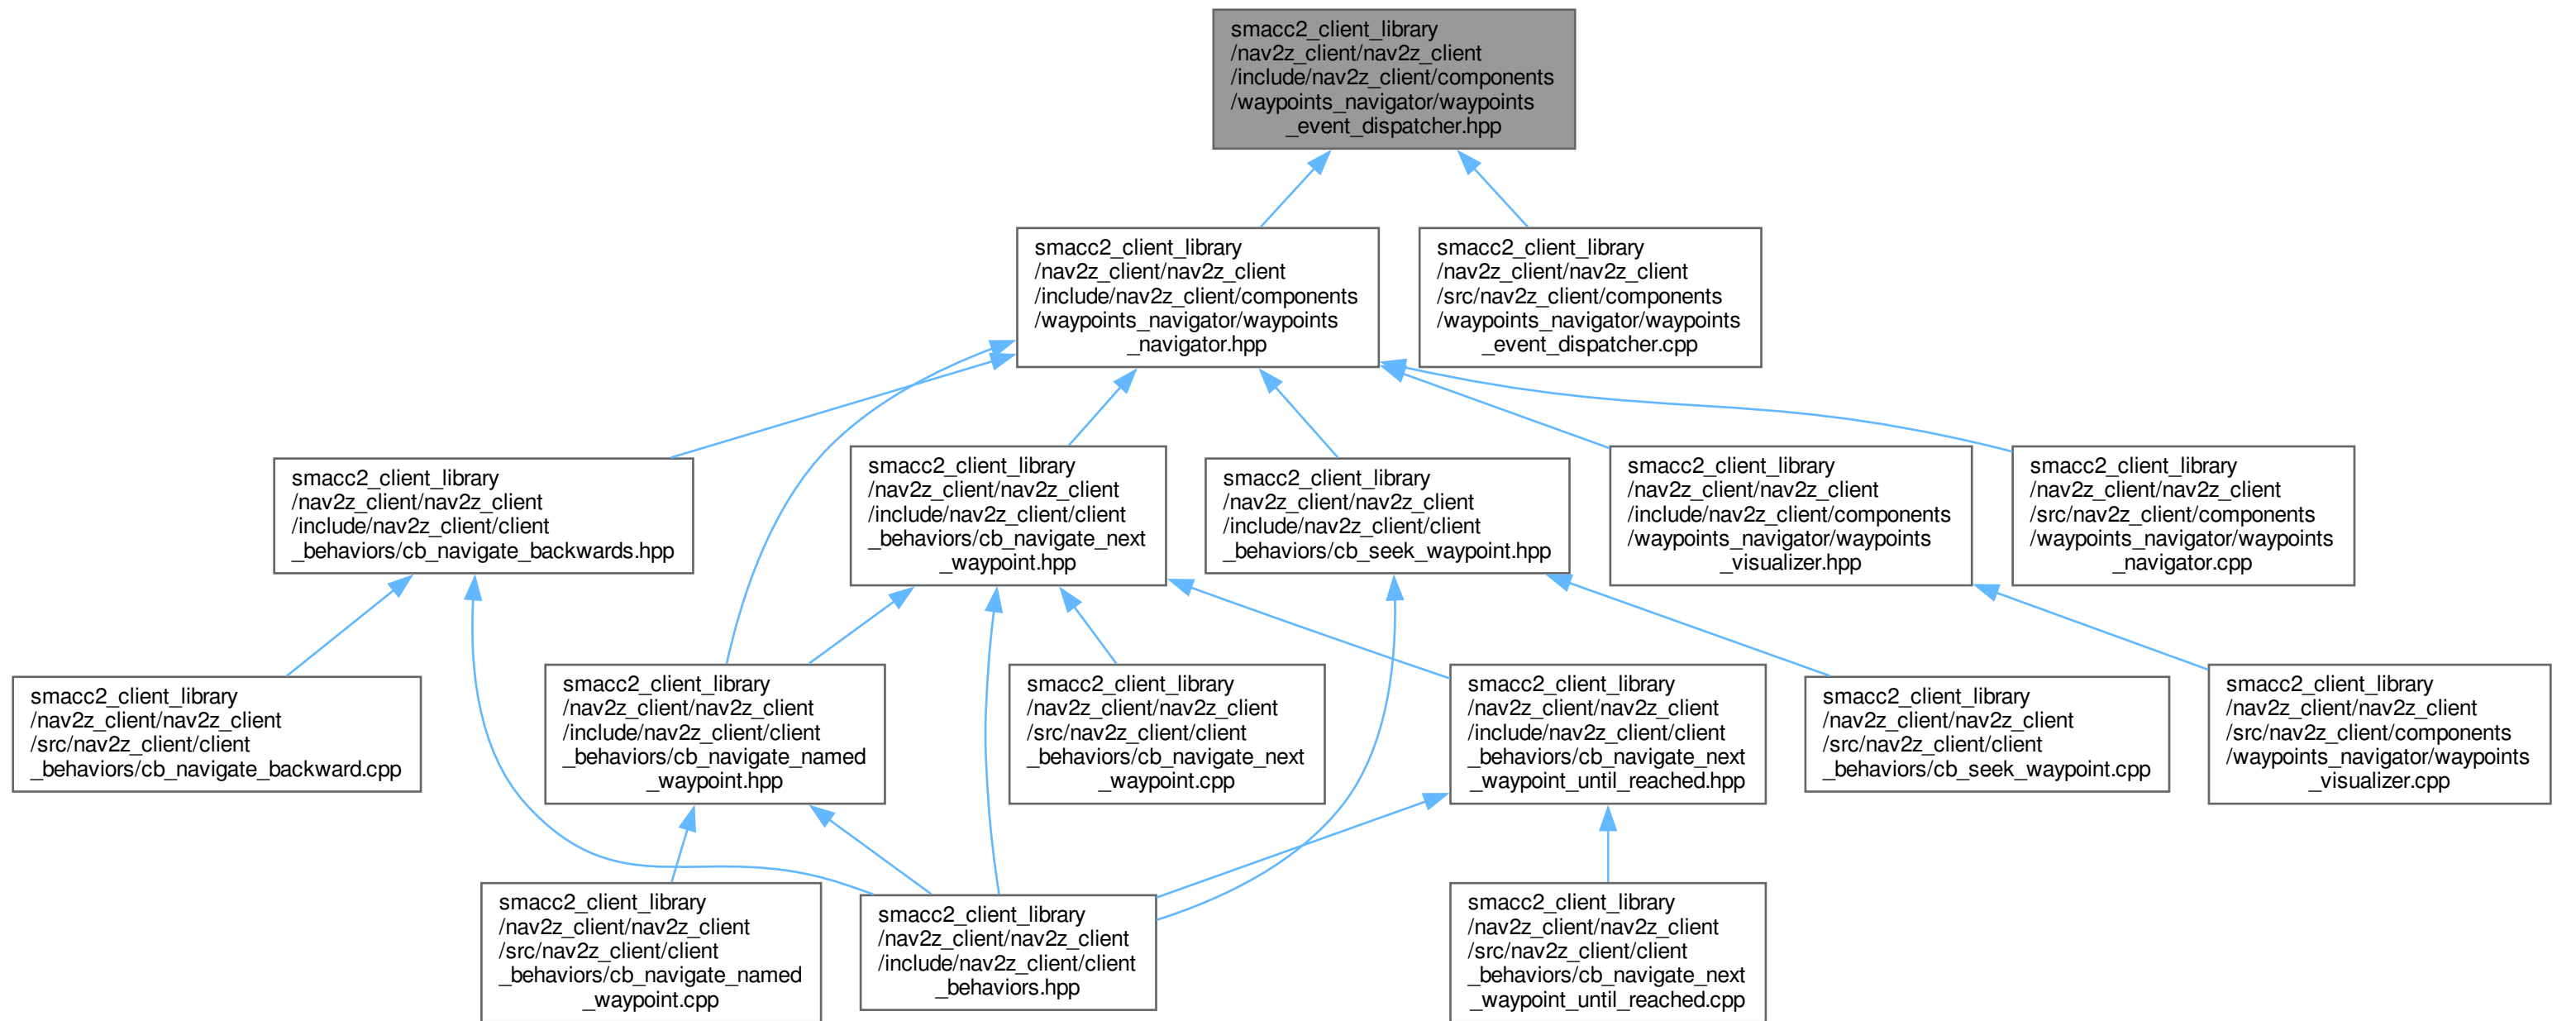 smacc2_client_library
/nav2z_client/nav2z_client
/include/nav2z_client/components
/waypoints_navigator/waypoints
_event_dispatcher.hpp
smacc2_client_library
/nav2z_client/nav2z_client
/include/nav2z_client/components
/waypoints_navigator/waypoints
_navigator.hpp
smacc2_client_library
/nav2z_client/nav2z_client
/src/nav2z_client/components
/waypoints_navigator/waypoints
_event_dispatcher.cpp
smacc2_client_library
/nav2z_client/nav2z_client
/include/nav2z_client/client
_behaviors/cb_navigate_backwards.hpp
smacc2_client_library
/nav2z_client/nav2z_client
/include/nav2z_client/client
_behaviors/cb_navigate_next
_waypoint.hpp
smacc2_client_library
/nav2z_client/nav2z_client
/include/nav2z_client/client
_behaviors/cb_seek_waypoint.hpp
smacc2_client_library
/nav2z_client/nav2z_client
/include/nav2z_client/components
/waypoints_navigator/waypoints
_visualizer.hpp
smacc2_client_library
/nav2z_client/nav2z_client
/src/nav2z_client/components
/waypoints_navigator/waypoints
_navigator.cpp
smacc2_client_library
/nav2z_client/nav2z_client
/src/nav2z_client/client
_behaviors/cb_navigate_backward.cpp
smacc2_client_library
/nav2z_client/nav2z_client
/include/nav2z_client/client
_behaviors/cb_navigate_named
_waypoint.hpp
smacc2_client_library
/nav2z_client/nav2z_client
/src/nav2z_client/client
_behaviors/cb_navigate_next
_waypoint.cpp
smacc2_client_library
/nav2z_client/nav2z_client
/include/nav2z_client/client
_behaviors/cb_navigate_next
_waypoint_until_reached.hpp
smacc2_client_library
/nav2z_client/nav2z_client
/src/nav2z_client/client
_behaviors/cb_seek_waypoint.cpp
smacc2_client_library
/nav2z_client/nav2z_client
/src/nav2z_client/components
/waypoints_navigator/waypoints
_visualizer.cpp
smacc2_client_library
/nav2z_client/nav2z_client
/src/nav2z_client/client
_behaviors/cb_navigate_named
_waypoint.cpp
smacc2_client_library
/nav2z_client/nav2z_client
/include/nav2z_client/client
_behaviors.hpp
smacc2_client_library
/nav2z_client/nav2z_client
/src/nav2z_client/client
_behaviors/cb_navigate_next
_waypoint_until_reached.cpp